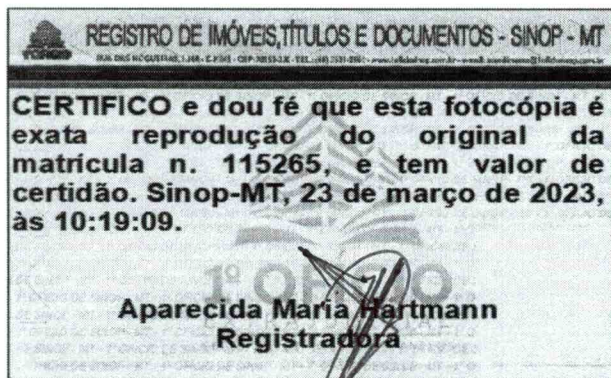 REGISTRO DE IMÓVEIS, TÍTULOS E DOCUMENTOS - SINOP - MT
CERTIFICO e dou fé que esta fotocópia é
exata reprodução do original da
matrícula n. 115265, e tem valor de
certidão. Sinop-MT, 23 de março de 2023,
às 10:19:09.
1º OFÍCIO
Aparecida Maria Hartmann
Registradora